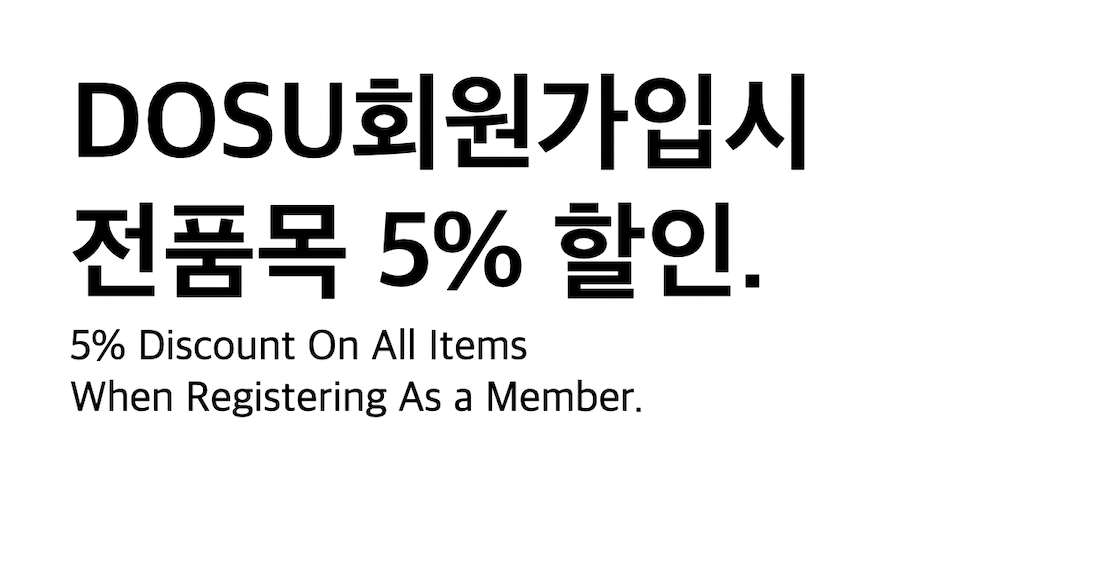 DOSU회원가입시
전품목 5% 할인.
5% Discount On All Items
When Registering As a Member.